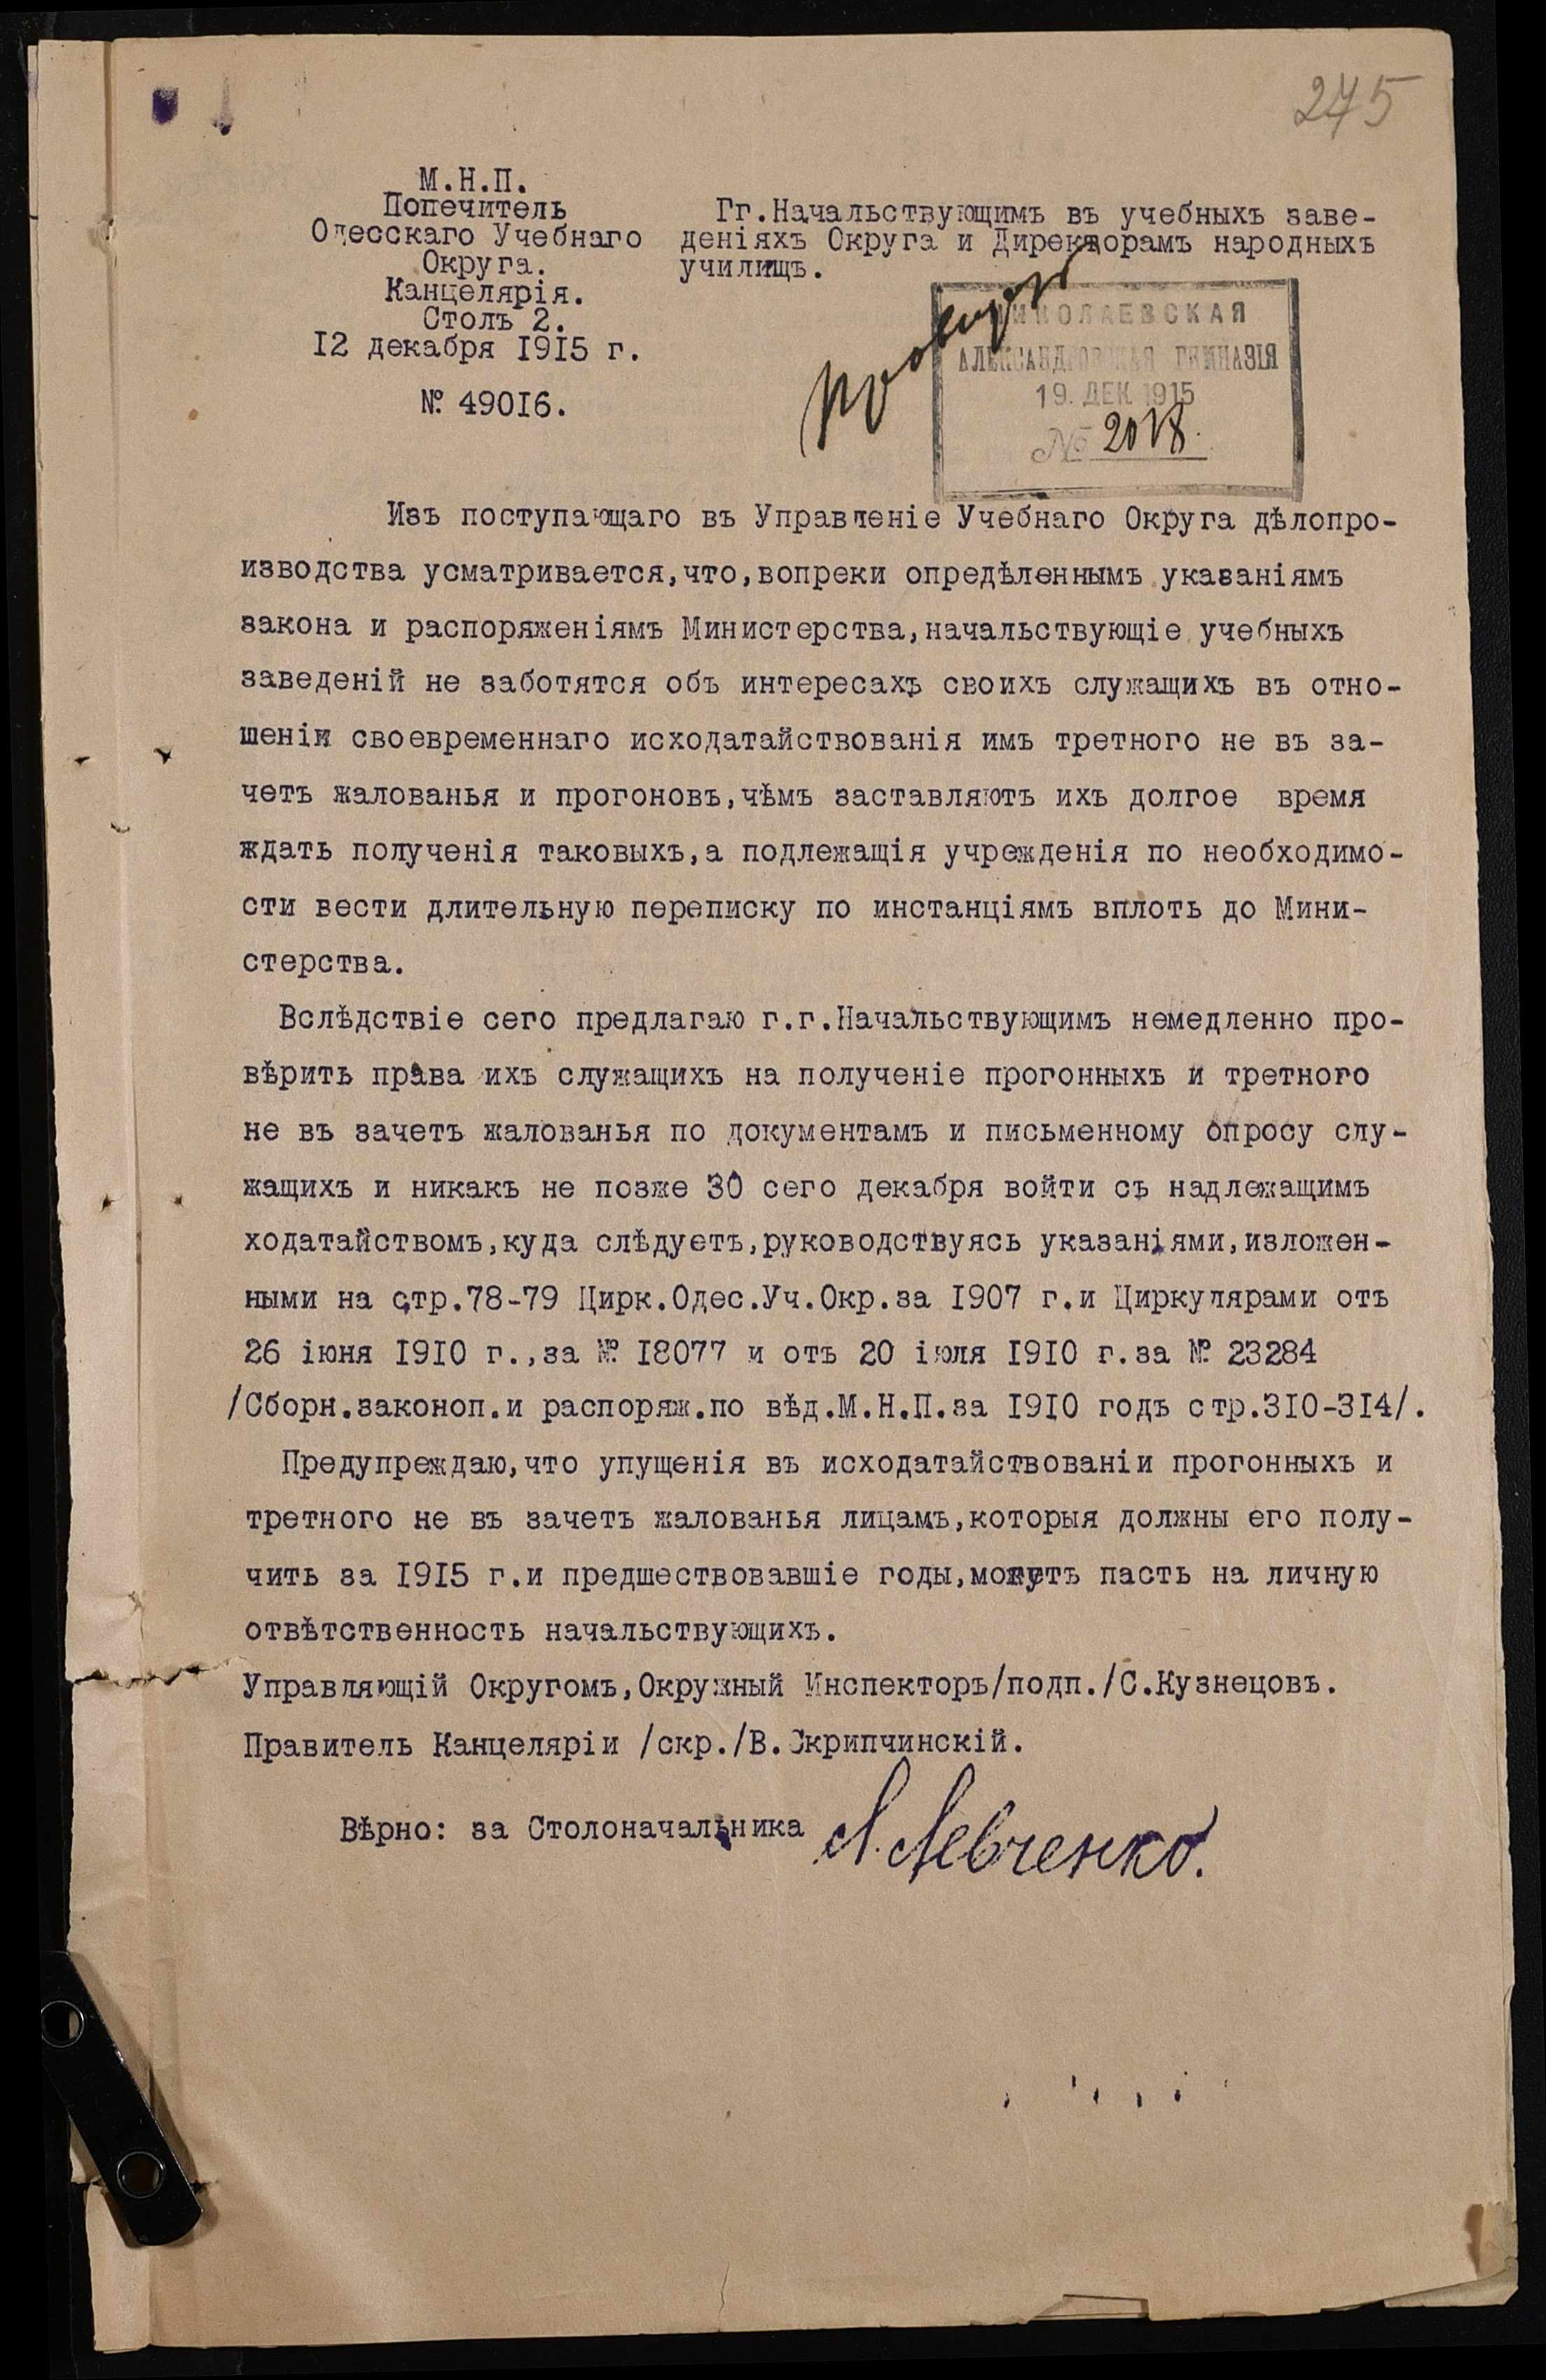 275
М.Н.П.
Попечитель
Одесскаго Учебнаго
Округа.
Канцелярія.
Столъ 2.
12 декабря 1915 г.
№ 49016.
Гг.Начальствующимъ въ учебныхъ заве-
деніяхъ Округа и Директорамъ народныхъ
училищъ.
НИКОЛАЕВСКАЯ
АЛЕКСАНДРОВСКАЯ ГИМНАЗІЯ
19. ДЕК. 1915
№ 2018.
Изъ поступающаго въ Управленіе Учебнаго Округа дѣлопро-
изводства усматривается,что,вопреки опредѣленнымъ указаніямъ
закона и распоряженіямъ Министерства,начальствующіе учебныхъ
заведеній не заботятся объ интересахъ своихъ служащихъ въ отно-
шеніи своевременнаго исходатайствованія имъ третного не въ за-
четъ жалованья и прогоновъ,чѣмъ заставляютъ ихъ долгое время
ждать полученія таковыхъ,а подлежащія учрежденія по необходимо-
сти вести длительную переписку по инстанціямъ вплоть до Мини-
стерства.
Вслѣдствіе сего предлагаю г.г.Начальствующимъ немедленно про-
вѣрить права ихъ служащихъ на полученіе прогонныхъ и третного
не въ зачетъ жалованья по документамъ и письменному опросу слу-
жащихъ и никакъ не позже 30 сего декабря войти съ надлежащимъ
ходатайствомъ,куда слѣдуетъ,руководствуясь указаніями,изложен-
ными на стр.78-79 Цирк.Одес.Уч.Окр.за 1907 г.и Циркулярами отъ
26 іюня 1910 г.,за № 18077 и отъ 20 іюля 1910 г.за № 23284
/Сборн.законоп.и распоряж.по вѣд.М.Н.П.за 1910 годъ стр.310-314/.
Предупреждаю,что упущенія въ исходатайствованіи прогонныхъ и
третного не въ зачетъ жалованья лицамъ,которыя должны его полу-
чить за 1915 г.и предшествовавшіе годы,могутъ пасть на личную
отвѣтственность начальствующихъ.
Управляющій Округомъ,Окружный Инспекторъ/подп./С.Кузнецовъ.
Правитель Канцеляріи /скр./В.Скрипчинскій.
Вѣрно: за Столоначальника Л.Левченко.